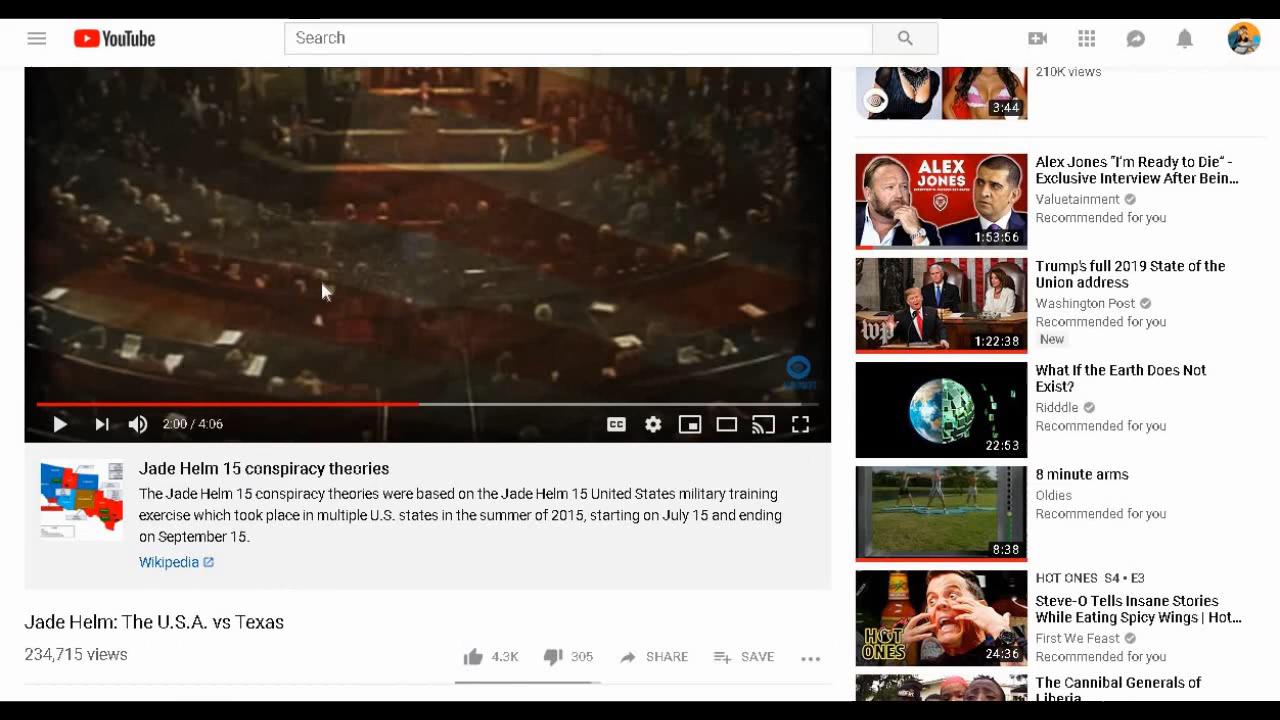 YouTube
Search
210K views
3:44
ALEX
JONES
1:53:56
Alex Jones "I'm Ready to Die" -
Exclusive Interview After Bein...
Valuetainment
Recommended for you
wp
1:22:38
Trump's full 2019 State of the
Union address
Washington Post
Recommended for you
New
22:53
What If the Earth Does Not
Exist?
Ridddle
Recommended for you
8:38
8 minute arms
Oldies
Recommended for you
HOT
ONES
24:36
HOT ONES S4 • E3
Steve-O Tells Insane Stories
While Eating Spicy Wings | Hot...
First We Feast
Recommended for you
The Cannibal Generals of
Liberia
2:00 / 4:06
CC
Jade Helm 15 conspiracy theories
The Jade Helm 15 conspiracy theories were based on the Jade Helm 15 United States military training
exercise which took place in multiple U.S. states in the summer of 2015, starting on July 15 and ending
on September 15.
Wikipedia
Jade Helm: The U.S.A. vs Texas
234,715 views
4.3K
305
SHARE
SAVE